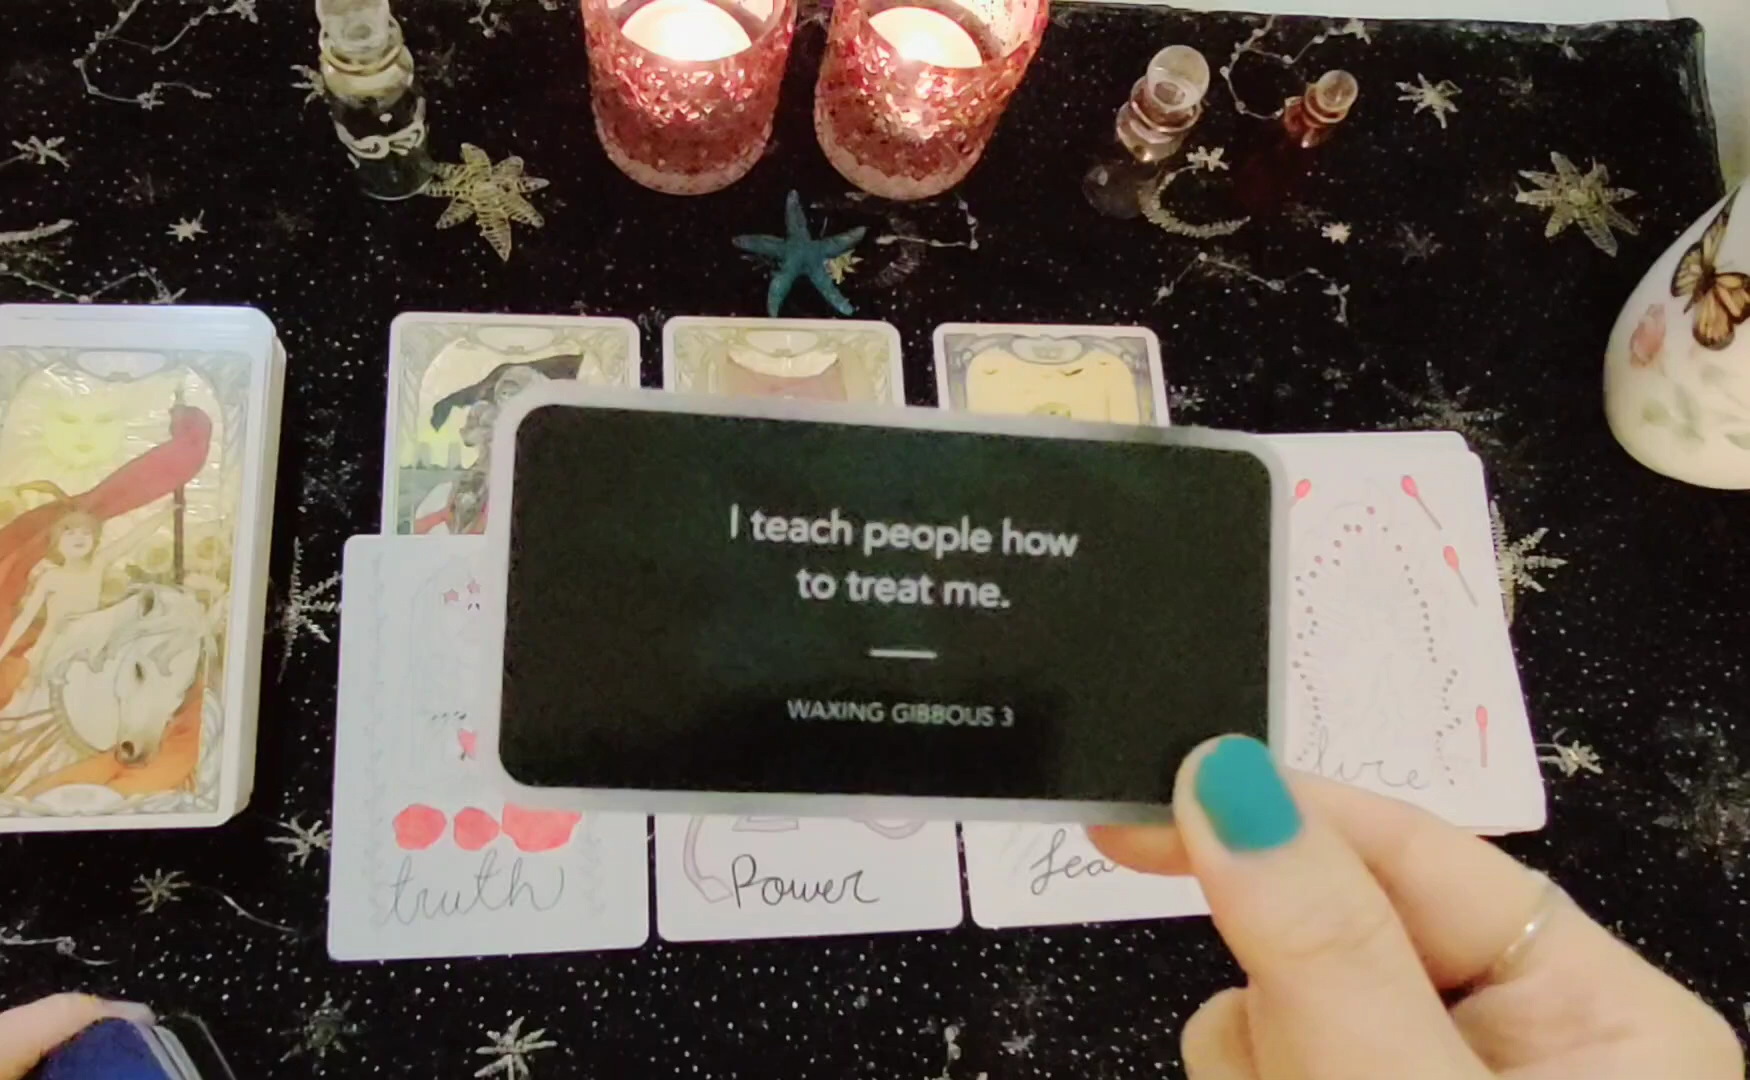 I teach people how
to treat me.
WAXING GIBBOUS 3
truth
Power